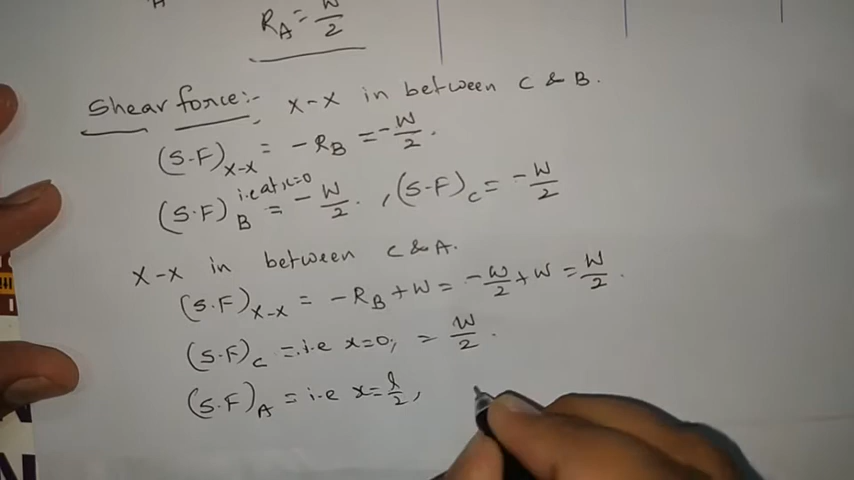 A
R_A = W/2
Shear force:- X-X in between C & B.
(S.F)_X-X = -R_B = -W/2.
(S.F)_B i.e at x=0 = -W/2. , (S-F)_C = -W/2
X-X in between C & A.
(S.F)_X-X = -R_B + W = -W/2 + W = W/2.
(S.F)_C = i.e x=0, = W/2.
(S.F)_A = i.e x=l/2,